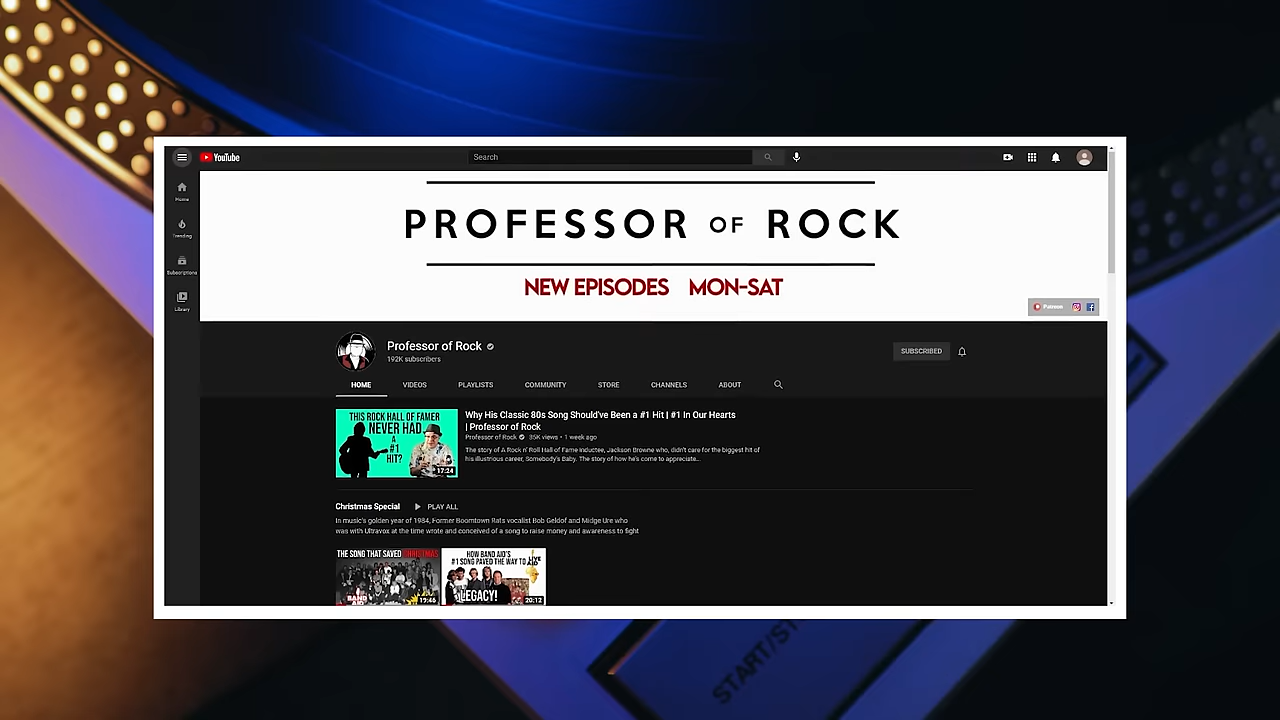 YouTube
Search
Home
Trending
Subscriptions
Library
PROFESSOR OF ROCK
NEW EPISODES MON-SAT
Patreon
Professor of Rock
192K subscribers
SUBSCRIBED
HOME VIDEOS PLAYLISTS COMMUNITY STORE CHANNELS ABOUT
THIS ROCK HALL OF FAMER
NEVER HAD
A
#1
HIT?
17:24
Why His Classic 80s Song Should've Been a #1 Hit | #1 In Our Hearts
| Professor of Rock
Professor of Rock 35K views • 1 week ago
The story of A Rock n' Roll Hall of Fame Inductee, Jackson Browne who, didn't care for the biggest hit of
his illustrious career, Somebody's Baby. The story of how he's come to appreciate...
Christmas Special PLAY ALL
In music's golden year of 1984, Former Boomtown Rats vocalist Bob Geldof and Midge Ure who
was with Ultravox at the time wrote and conceived of a song to raise money and awareness to fight
THE SONG THAT SAVED CHRISTMAS
BAND
AID
19:46
HOW BAND AID'S
#1 SONG PAVED THE WAY TO LIVE
AID
LEGACY!
20:12
START/ST